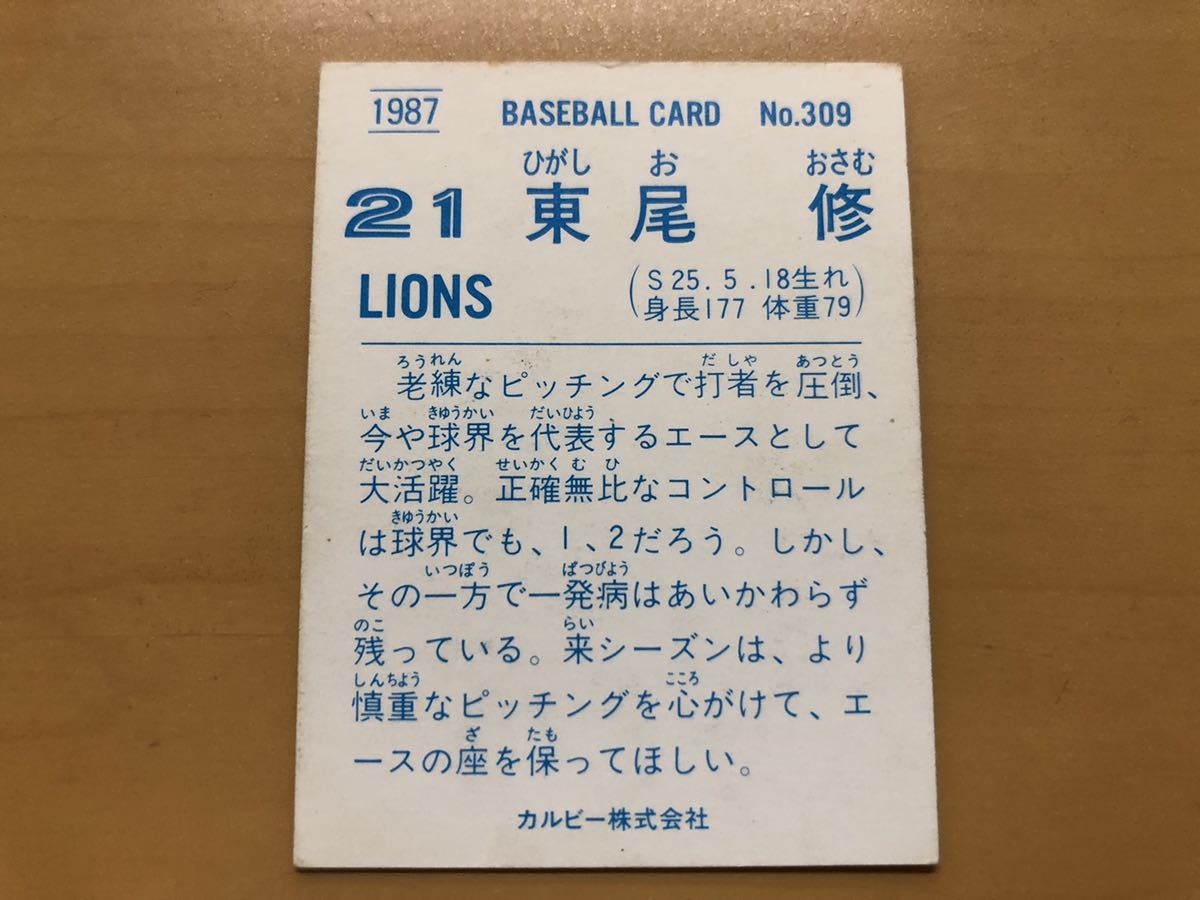 1987 BASEBALL CARD No.309
ひがし お おさむ
21 東尾 修
LIONS
(S25.5.18生れ
身長177 体重79)
ろうれん だしゃ あつとう
老練なピッチングで打者を圧倒、
いま きゆうかい だいひよう
今や球界を代表するエースとして
だいかつやく せいかくむひ
大活躍。正確無比なコントロール
きゆうかい
は球界でも、1、2だろう。しかし、
いつぽう ぱつびよう
その一方で一発病はあいかわらず
のこ らい
残っている。来シーズンは、より
しんちよう こころ
慎重なピッチングを心がけて、エ
ざ たも
ースの座を保ってほしい。
カルビー株式会社